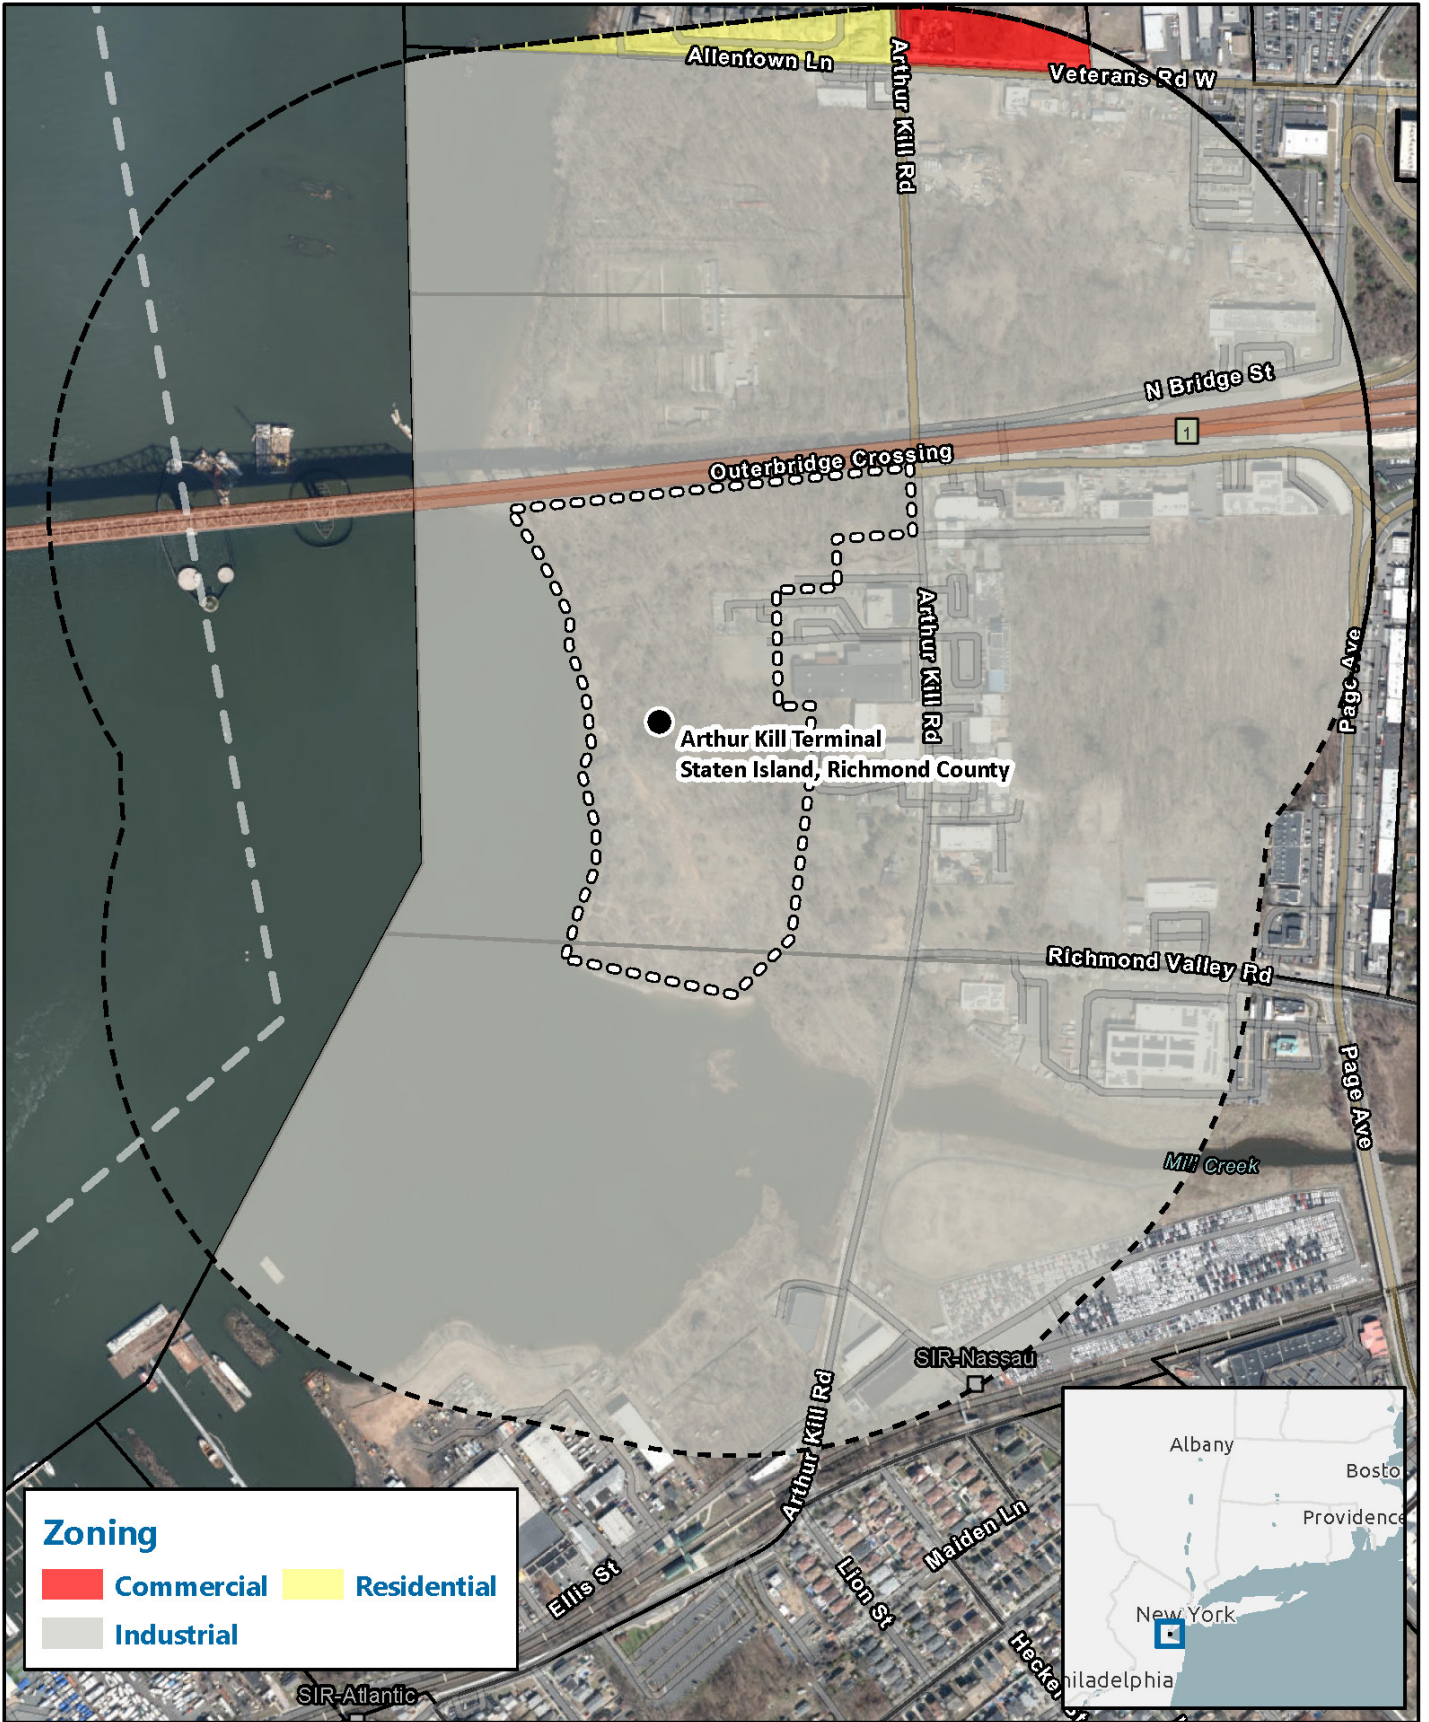 Allentown Ln
Arthur Kill Rd
Veterans Rd W
N Bridge St
1
Outerbridge Crossing
Arthur Kill Rd
Page Ave
Arthur Kill Terminal
Staten Island, Richmond County
Richmond Valley Rd
Page Ave
Mill Creek
SIR-Nassau
Arthur Kill Rd
Maiden Ln
Lion St
Ellis St
SIR-Atlantic
Zoning
Commercial
Residential
Industrial
Albany
Bosto
Providence
New York
hiladelphia